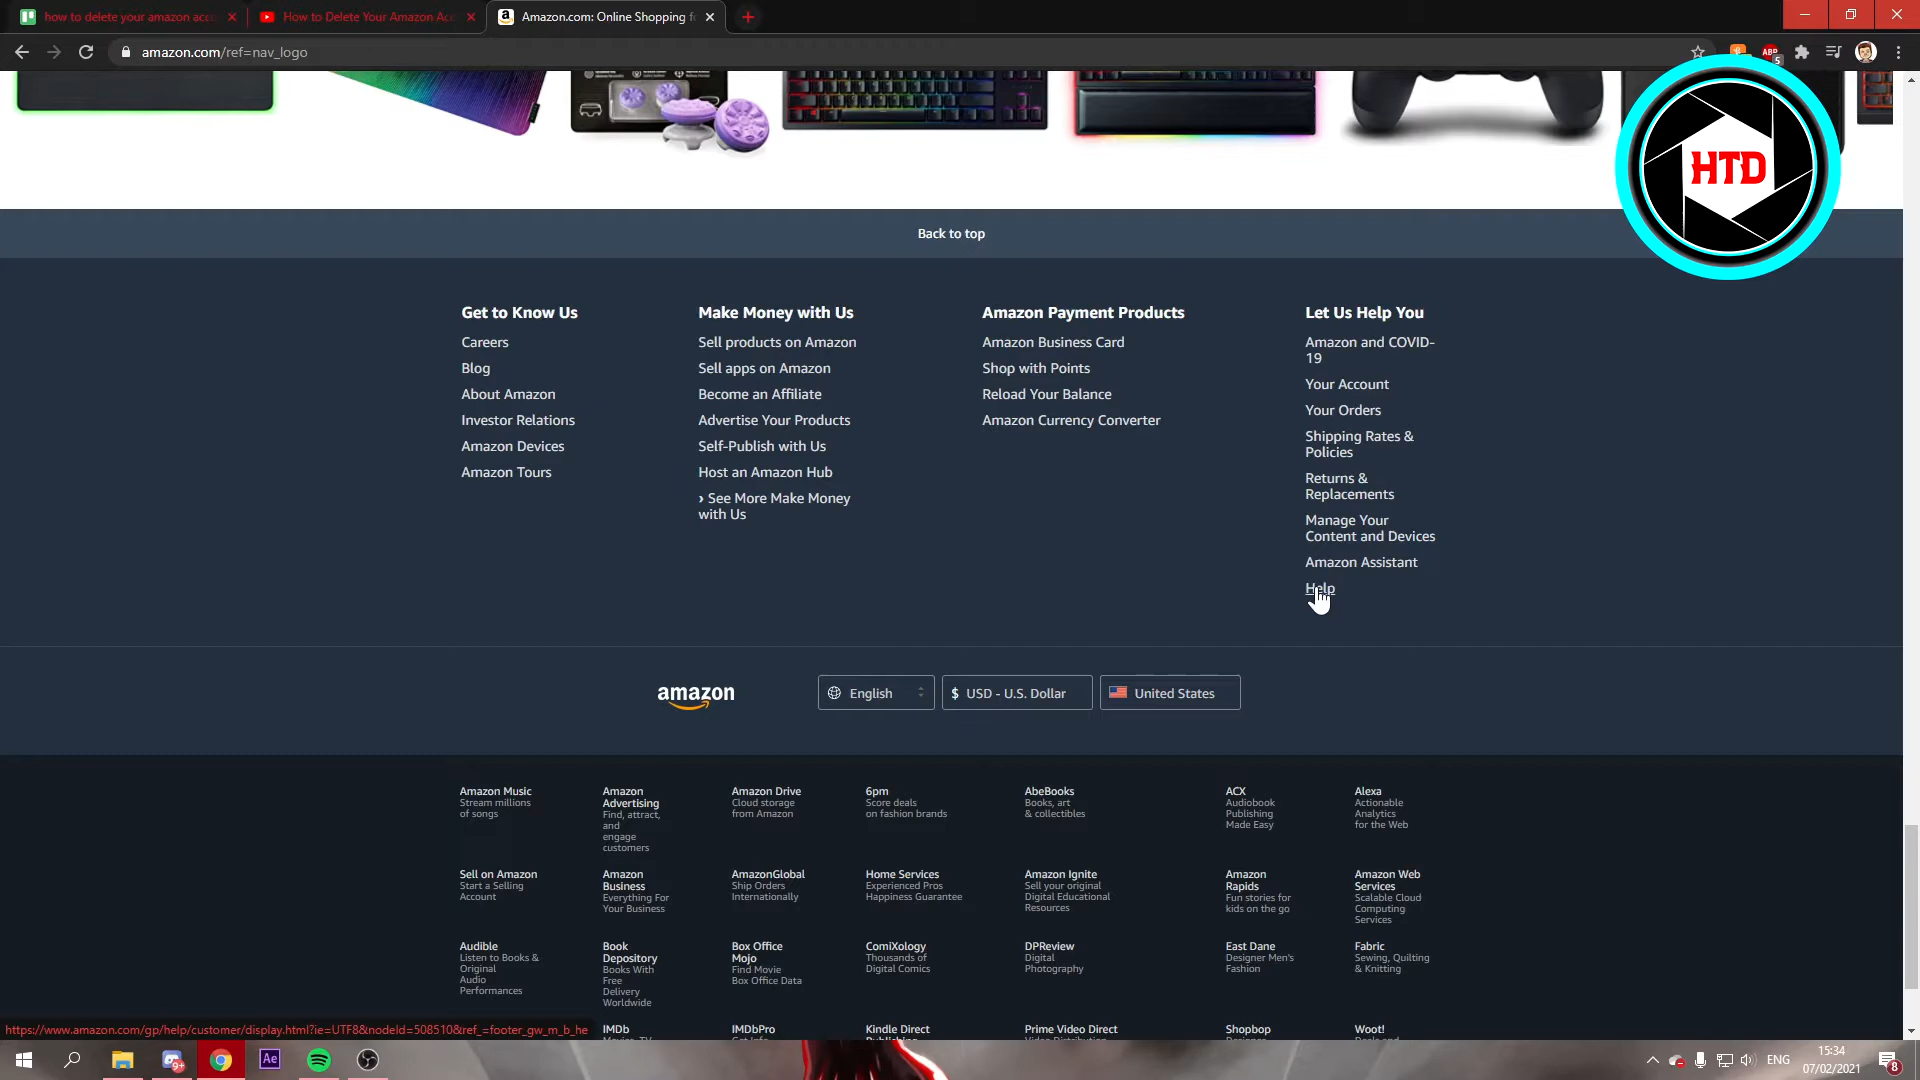 how to delete your amazon acc
How to Delete Your Amazon Ac
Amazon.com: Online Shopping f
amazon.com/ref=nav_logo
ABP
5
HTD
Back to top
Get to Know Us
Careers
Blog
About Amazon
Investor Relations
Amazon Devices
Amazon Tours
Make Money with Us
Sell products on Amazon
Sell apps on Amazon
Become an Affiliate
Advertise Your Products
Self-Publish with Us
Host an Amazon Hub
› See More Make Money
with Us
Amazon Payment Products
Amazon Business Card
Shop with Points
Reload Your Balance
Amazon Currency Converter
Let Us Help You
Amazon and COVID-
19
Your Account
Your Orders
Shipping Rates &
Policies
Returns &
Replacements
Manage Your
Content and Devices
Amazon Assistant
Help
amazon
English
$ USD - U.S. Dollar
United States
Amazon Music
Stream millions
of songs
Amazon
Advertising
Find, attract,
and
engage
customers
Amazon Drive
Cloud storage
from Amazon
6pm
Score deals
on fashion brands
AbeBooks
Books, art
& collectibles
ACX
Audiobook
Publishing
Made Easy
Alexa
Actionable
Analytics
for the Web
Sell on Amazon
Start a Selling
Account
Amazon
Business
Everything For
Your Business
AmazonGlobal
Ship Orders
Internationally
Home Services
Experienced Pros
Happiness Guarantee
Amazon Ignite
Sell your original
Digital Educational
Resources
Amazon
Rapids
Fun stories for
kids on the go
Amazon Web
Services
Scalable Cloud
Computing
Services
Audible
Listen to Books &
Original
Audio
Performances
Book
Depository
Books With
Free
Delivery
Worldwide
Box Office
Mojo
Find Movie
Box Office Data
ComiXology
Thousands of
Digital Comics
DPReview
Digital
Photography
East Dane
Designer Men's
Fashion
Fabric
Sewing, Quilting
& Knitting
IMDb
IMDbPro
Kindle Direct
Prime Video Direct
Shopbop
Woot!
https://www.amazon.com/gp/help/customer/display.html?ie=UTF8&nodeId=508510&ref_=footer_gw_m_b_he
9+
Ae
ENG
15:34
07/02/2021
8